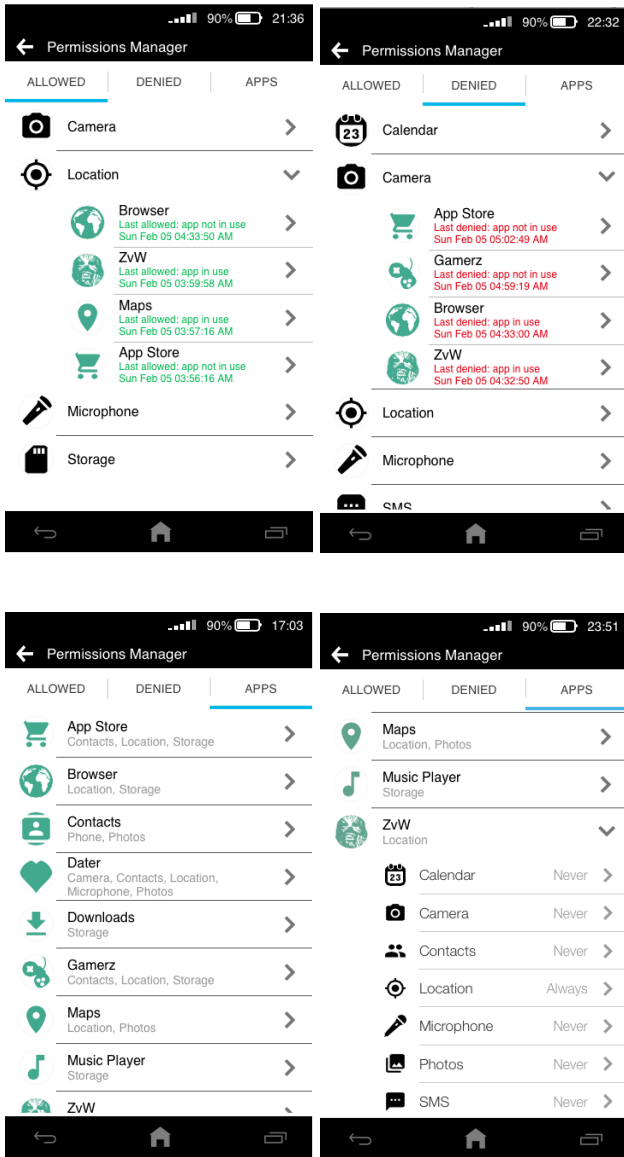 90% 21:36
Permissions Manager
ALLOWED DENIED APPS
Camera
Location
Browser
Last allowed: app not in use
Sun Feb 05 04:33:50 AM
ZvW
Last allowed: app in use
Sun Feb 05 03:59:58 AM
Maps
Last allowed: app in use
Sun Feb 05 03:57:16 AM
App Store
Last allowed: app not in use
Sun Feb 05 03:56:16 AM
Microphone
Storage
90% 22:32
Permissions Manager
ALLOWED DENIED APPS
23 Calendar
Camera
App Store
Last denied: app not in use
Sun Feb 05 05:02:49 AM
Gamerz
Last denied: app not in use
Sun Feb 05 04:59:19 AM
Browser
Last denied: app in use
Sun Feb 05 04:33:00 AM
ZvW
Last denied: app in use
Sun Feb 05 04:32:50 AM
Location
Microphone
SMS
90% 17:03
Permissions Manager
ALLOWED DENIED APPS
App Store
Contacts, Location, Storage
Browser
Location, Storage
Contacts
Phone, Photos
Dater
Camera, Contacts, Location,
Microphone, Photos
Downloads
Storage
Gamerz
Contacts, Location, Storage
Maps
Location, Photos
Music Player
Storage
ZvW
90% 23:51
Permissions Manager
ALLOWED DENIED APPS
Maps
Location, Photos
Music Player
Storage
ZvW
Location
23 Calendar Never
Camera Never
Contacts Never
Location Always
Microphone Never
Photos Never
SMS Never